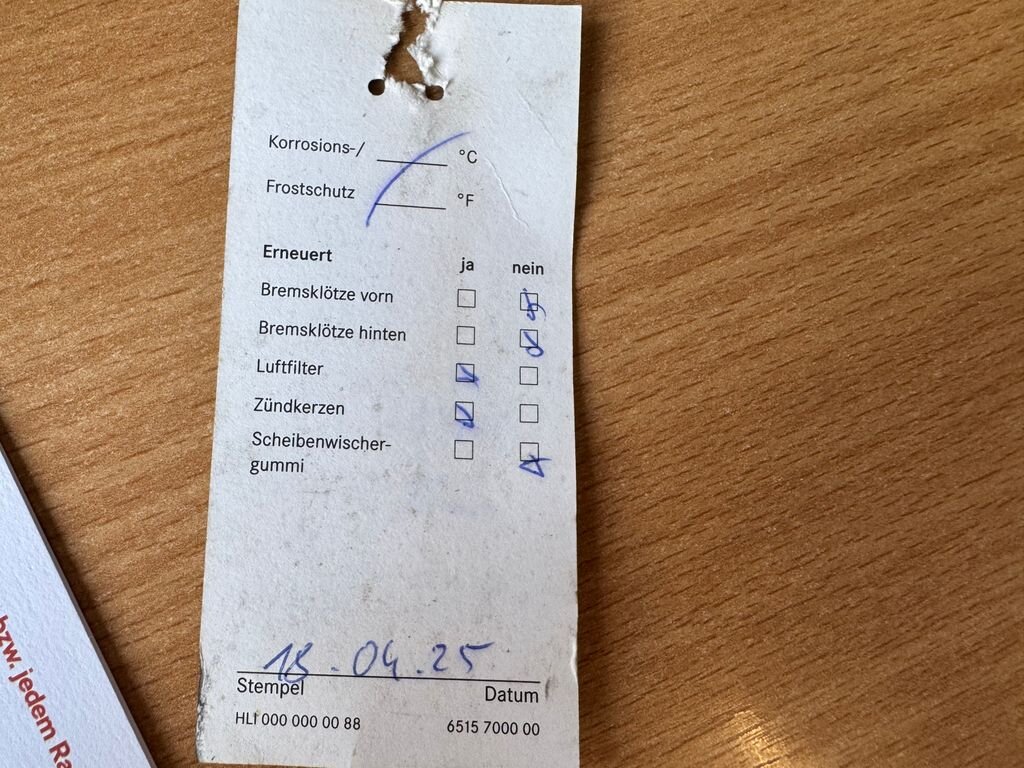 Korrosions-/ °C
Frostschutz °F
Erneuert ja nein
Bremsklötze vorn
Bremsklötze hinten
Luftfilter
Zündkerzen
Scheibenwischer-
gummi
18.04.25
Stempel Datum
HLI 000 000 00 88 6515 7000 00
bzw. jedem